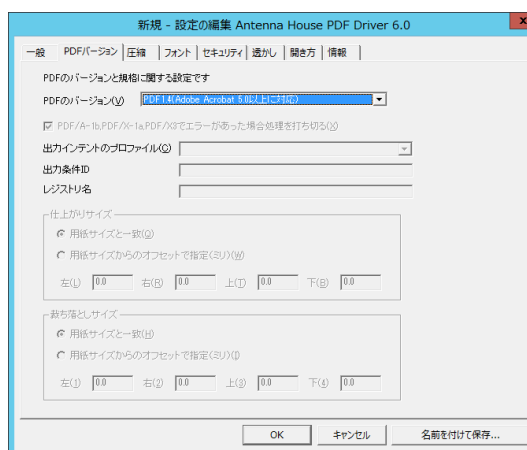 新規 - 設定の編集 Antenna House PDF Driver 6.0
x
一般 PDFバージョン 圧縮 フォント セキュリティ 透かし 開き方 情報
PDFのバージョンと規格に関する設定です
PDFのバージョン(V) PDF1.4(Adobe Acrobat 5.0以上に対応)
PDF/A-1b,PDF/X-1a,PDF/X3でエラーがあった場合処理を打ち切る(X)
出力インテントのプロファイル(C)
出力条件ID
レジストリ名
仕上がりサイズ
用紙サイズと一致(O)
用紙サイズからのオフセットで指定(ミリ)(W)
左(L) 0.0 右(R) 0.0 上(T) 0.0 下(B) 0.0
裁ち落としサイズ
用紙サイズと一致(H)
用紙サイズからのオフセットで指定(ミリ)(I)
左(1) 0.0 右(2) 0.0 上(3) 0.0 下(4) 0.0
OK キャンセル 名前を付けて保存...